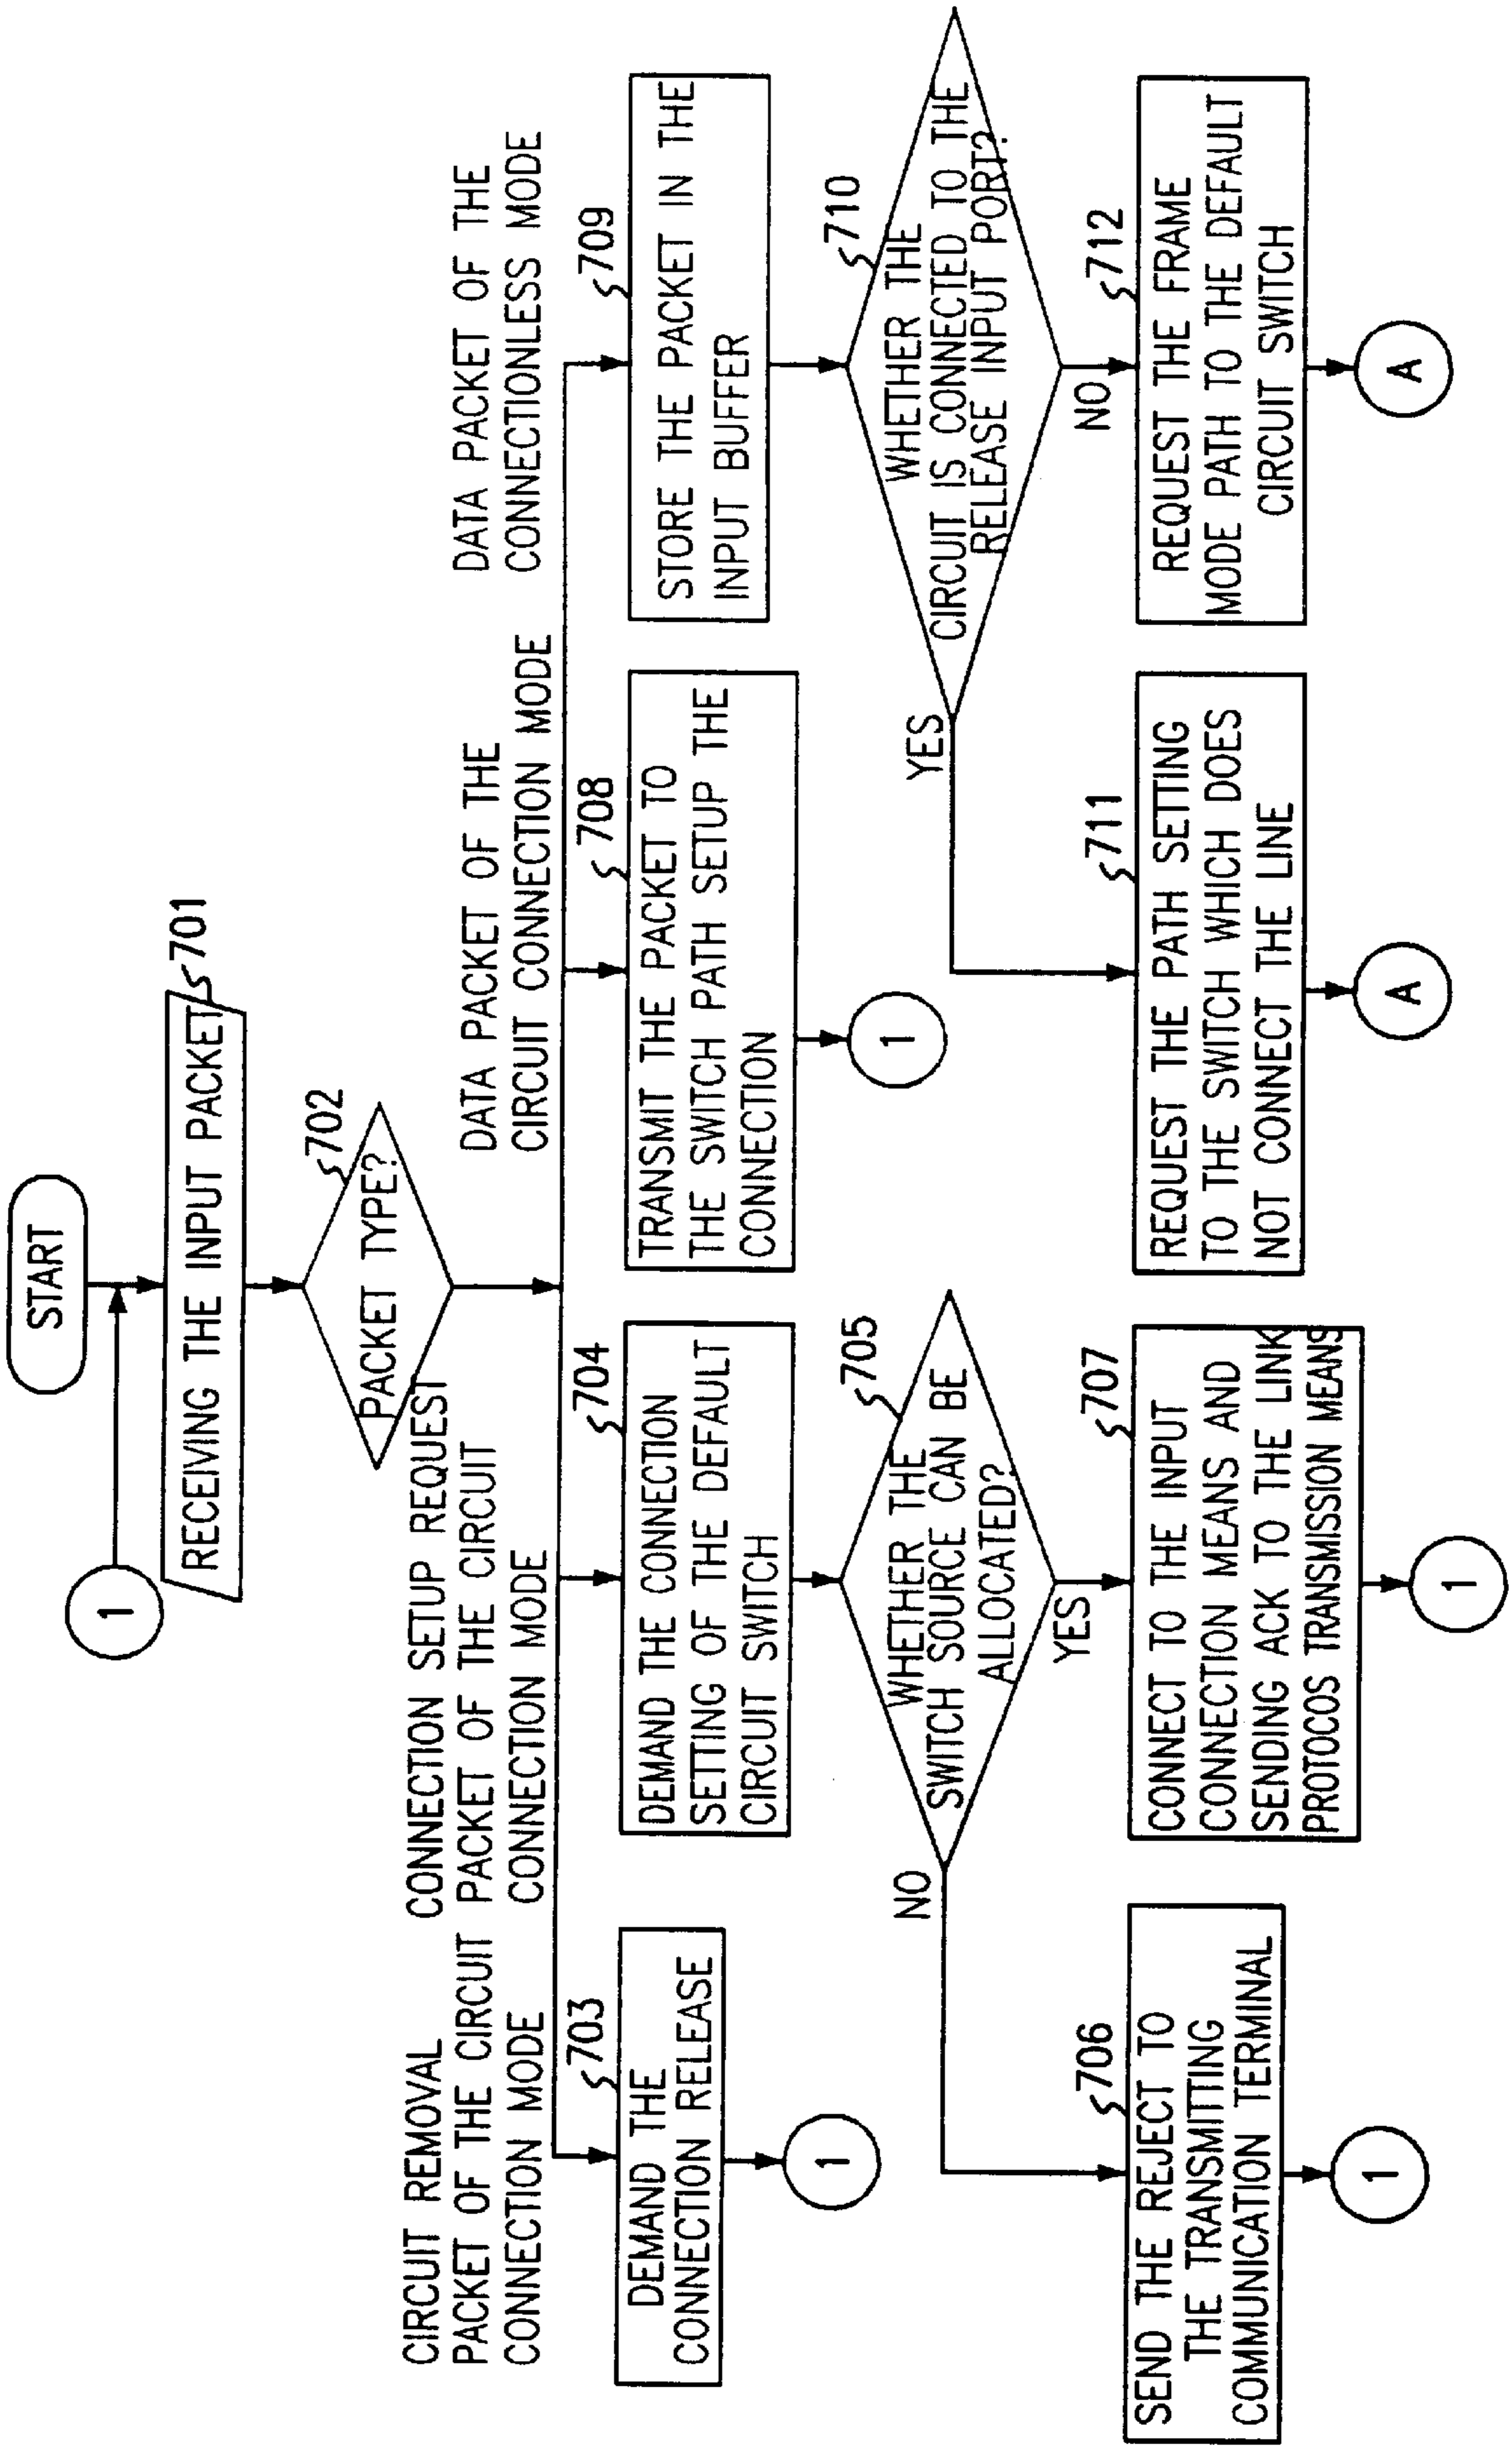 START
1
RECEIVING THE INPUT PACKET
701
702
PACKET TYPE?
CIRCUIT REMOVAL
PACKET OF THE CIRCUIT
CONNECTION MODE
CONNECTION SETUP REQUEST
PACKET OF THE CIRCUIT
CONNECTION MODE
DATA PACKET OF THE
CIRCUIT CONNECTION MODE
DATA PACKET OF THE
CONNECTIONLESS MODE
703
DEMAND THE
CONNECTION RELEASE
1
704
DEMAND THE CONNECTION
SETTING OF THE DEFAULT
CIRCUIT SWITCH
708
TRANSMIT THE PACKET TO
THE SWITCH PATH SETUP THE
CONNECTION
1
709
STORE THE PACKET IN THE
INPUT BUFFER
705
WHETHER THE
SWITCH SOURCE CAN BE
ALLOCATED?
NO
YES
710
WHETHER THE
CIRCUIT IS CONNECTED TO THE
RELEASE INPUT PORT?
YES
NO
706
SEND THE REJECT TO
THE TRANSMITTING
COMMUNICATION TERMINAL
1
707
CONNECT TO THE INPUT
CONNECTION MEANS AND
SENDING ACK TO THE LINK
PROTOCOS TRANSMISSION MEANS
1
711
REQUEST THE PATH SETTING
TO THE SWITCH WHICH DOES
NOT CONNECT THE LINE
A
712
REQUEST THE FRAME
MODE PATH TO THE DEFAULT
CIRCUIT SWITCH
A